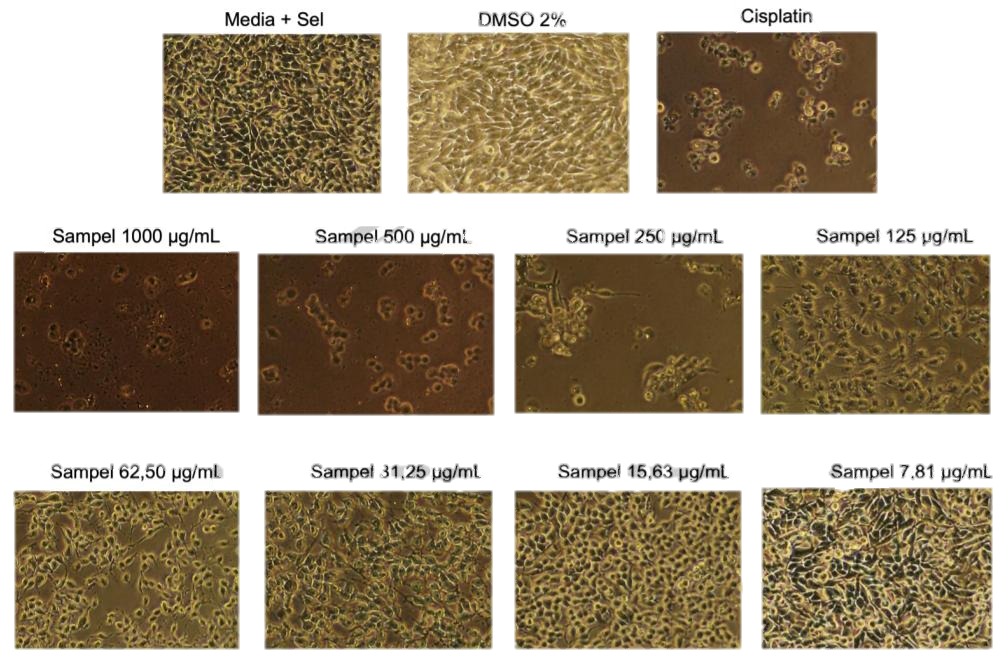 Media + Sel
DMSO 2%
Cisplatin
Sampel 1000 µg/mL
Sampel 500 µg/mL
Sampel 250 µg/mL
Sampel 125 µg/mL
Sampel 62,50 µg/mL
Sampel 31,25 µg/mL
Sampel 15,63 µg/mL
Sampel 7,81 µg/mL